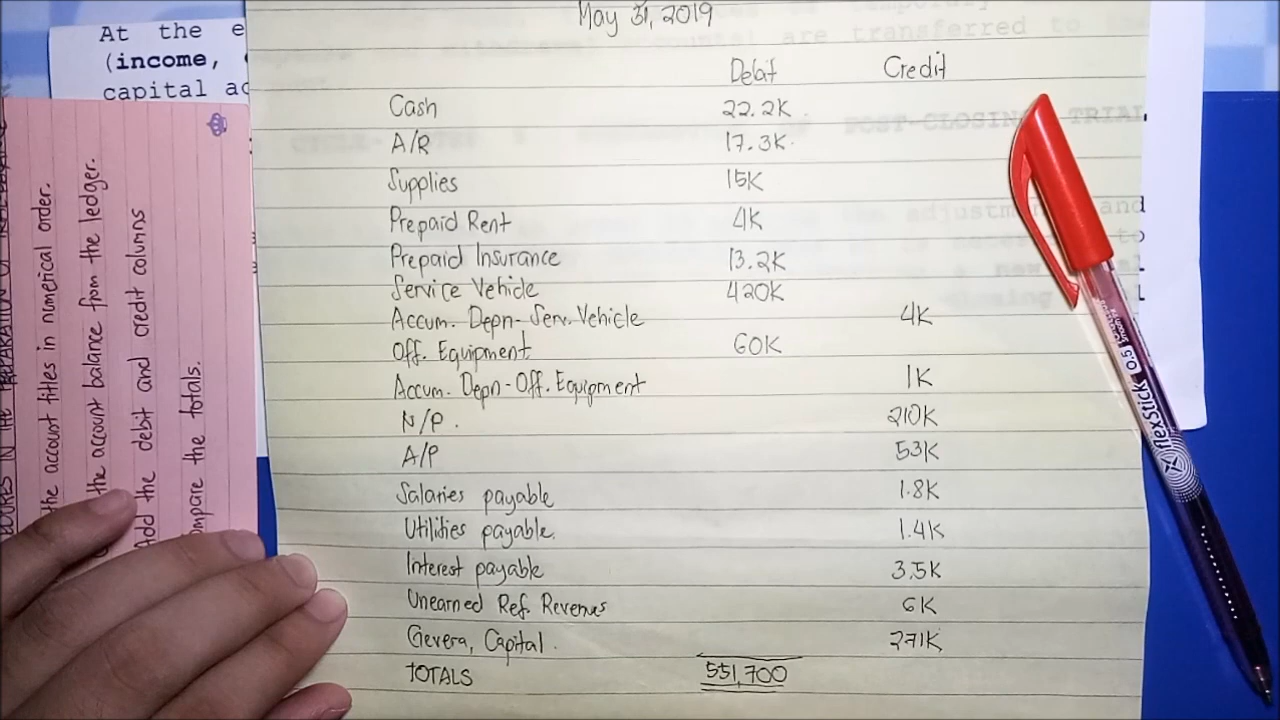 At the e
(income,
capital ac
May 31, 2019
Debit Credit
Cash 22.2K
A/R 17.3K
Supplies 15K
Prepaid Rent 4K
Prepaid Insurance 13.2K
Service Vehicle 420K
Accum. Depn-Serv. Vehicle 4K
Off. Equipment 60K
Accum. Depn-Off. Equipment 1K
N/P. 210K
A/P 53K
Salaries payable 1.8K
Utilities payable. 1.4K
Interest payable 3.5K
Unearned Ref. Revenues 6K
Gevera, Capital. 271K
TOTALS 551,700
the account titles in numerical order.
the account balance from the ledger.
Add the debit and credit columns
ompare the totals.
flexstick 0.5